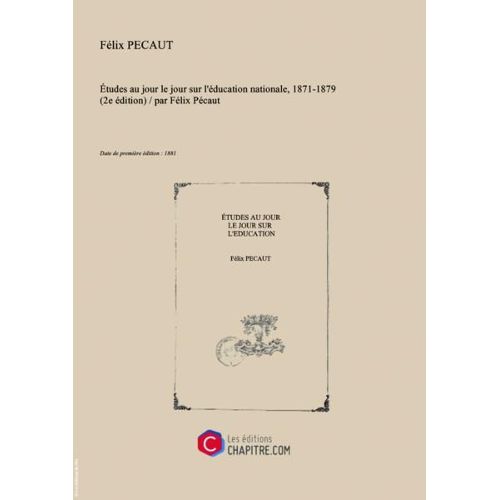 Félix PECAUT
Études au jour le jour sur l'éducation nationale, 1871-1879
(2e édition) / par Félix Pécaut
Date de première édition : 1881
ÉTUDES AU JOUR
LE JOUR SUR
L'EDUCATION
Félix PECAUT
C
Les éditions
CHAPITRE.COM